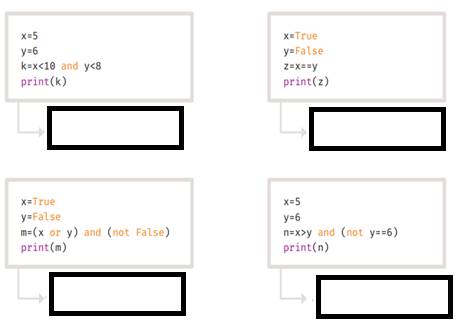 x=5
y=6
k=x<10 and y<8
print(k)
x=True
y=False
z=x==y
print(z)
x=True
y=False
m=(x or y) and (not False)
print(m)
x=5
y=6
n=x>y and (not y==6)
print(n)